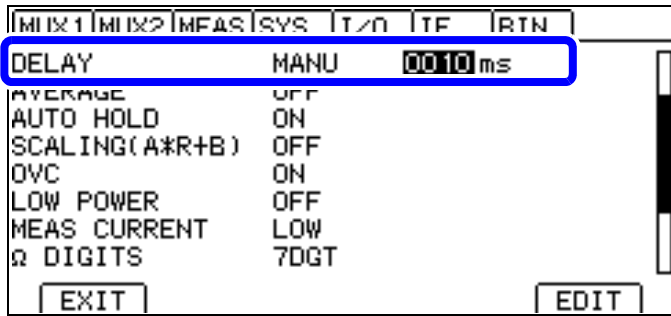 MUX1 MUX2 MEAS SYS I/O IF BIN
DELAY MANU 0010 ms
AVERAGE OFF
AUTO HOLD ON
SCALING(A*R+B) OFF
OVC ON
LOW POWER OFF
MEAS CURRENT LOW
Ω DIGITS 7DGT
EXIT EDIT